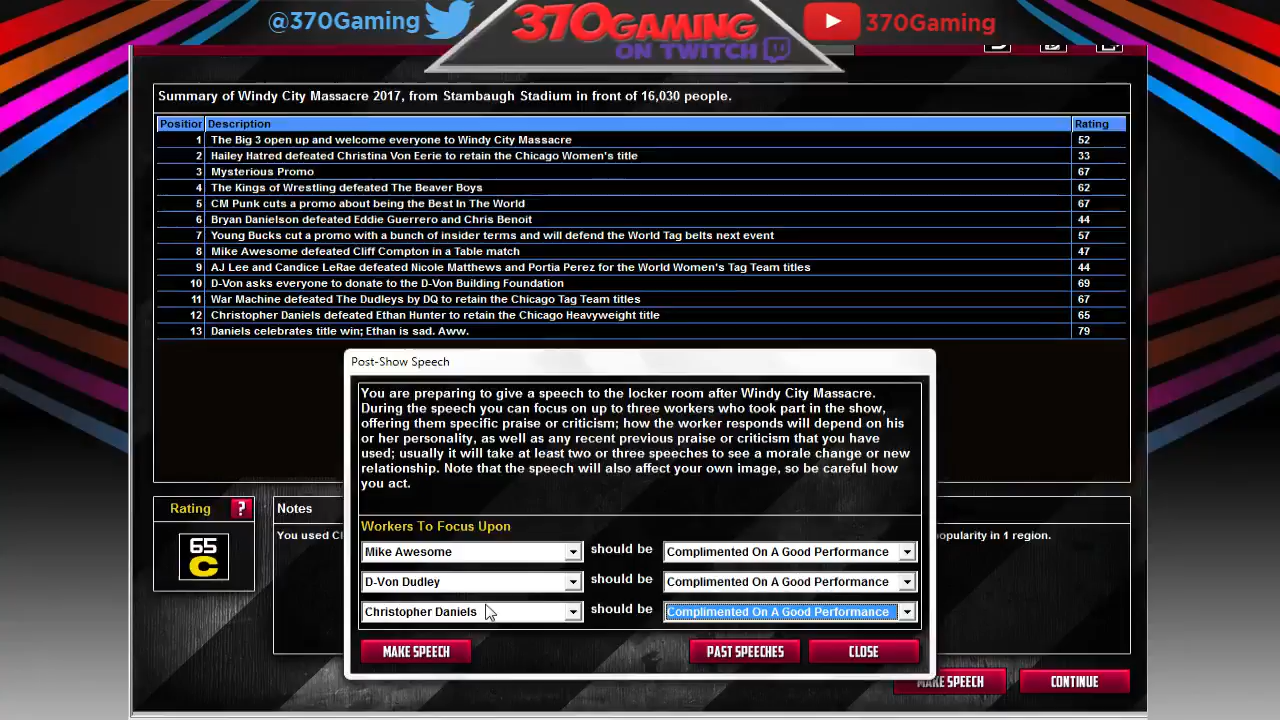 @370Gaming
370GAMING
ON TWITCH
370Gaming
Summary of Windy City Massacre 2017, from Stambaugh Stadium in front of 16,030 people.
Position Description Rating
1 The Big 3 open up and welcome everyone to Windy City Massacre 52
2 Hailey Hatred defeated Christina Von Eerie to retain the Chicago Women's title 33
3 Mysterious Promo 67
4 The Kings of Wrestling defeated The Beaver Boys 62
5 CM Punk cuts a promo about being the Best In The World 67
6 Bryan Danielson defeated Eddie Guerrero and Chris Benoit 44
7 Young Bucks cut a promo with a bunch of insider terms and will defend the World Tag belts next event 57
8 Mike Awesome defeated Cliff Compton in a Table match 47
9 AJ Lee and Candice LeRae defeated Nicole Matthews and Portia Perez for the World Women's Tag Team titles 44
10 D-Von asks everyone to donate to the D-Von Building Foundation 69
11 War Machine defeated The Dudleys by DQ to retain the Chicago Tag Team titles 67
12 Christopher Daniels defeated Ethan Hunter to retain the Chicago Heavyweight title 65
13 Daniels celebrates title win; Ethan is sad. Aww. 79
Post-Show Speech
You are preparing to give a speech to the locker room after Windy City Massacre.
During the speech you can focus on up to three workers who took part in the show,
offering them specific praise or criticism; how the worker responds will depend on his
or her personality, as well as any recent previous praise or criticism that you have
used; usually it will take at least two or three speeches to see a morale change or new
relationship. Note that the speech will also affect your own image, so be careful how
you act.
Workers To Focus Upon
Mike Awesome should be Complimented On A Good Performance
D-Von Dudley should be Complimented On A Good Performance
Christopher Daniels should be Complimented On A Good Performance
MAKE SPEECH PAST SPEECHES CLOSE
Rating ?
65
C
Notes
You used popularity in 1 region.
MAKE SPEECH CONTINUE